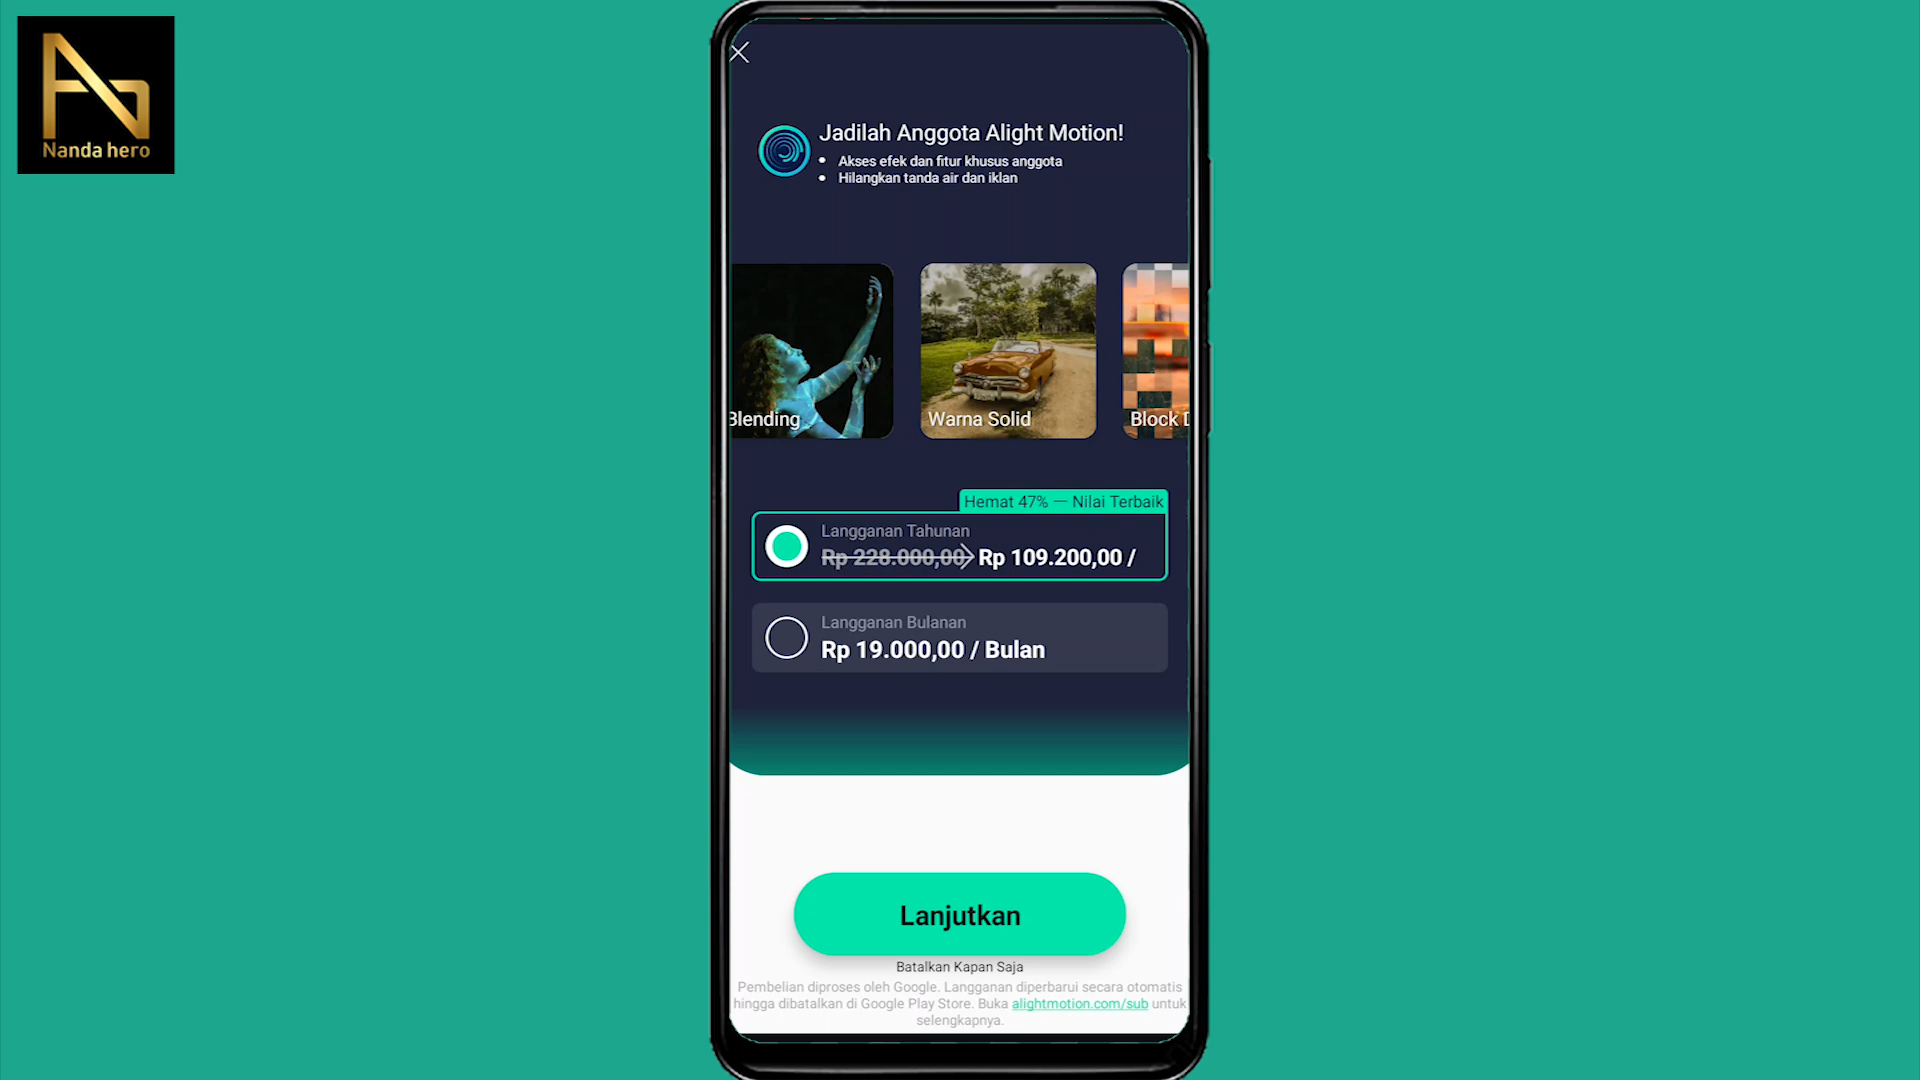 Nanda hero
Jadilah Anggota Alight Motion!
• Akses efek dan fitur khusus anggota
• Hilangkan tanda air dan iklan
Blending
Warna Solid
Block
Hemat 47% — Nilai Terbaik
Langganan Tahunan
Rp 228.000,00 Rp 109.200,00 /
Langganan Bulanan
Rp 19.000,00 / Bulan
Lanjutkan
Batalkan Kapan Saja
Pembelian diproses oleh Google. Langganan diperbarui secara otomatis
hingga dibatalkan di Google Play Store. Buka alightmotion.com/sub untuk
selengkapnya.